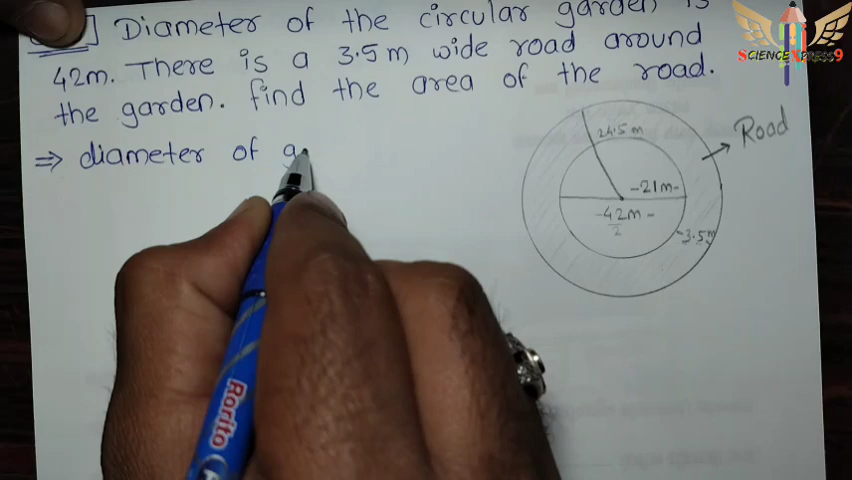 Diameter of the circular garden is
42m. There is a 3.5m wide road around
the garden. find the area of the road.
⇒ diameter of g
24.5 m
Road
-21m-
-42m-
2
-3.5m
SCIENCEXPRESS9
Rorito